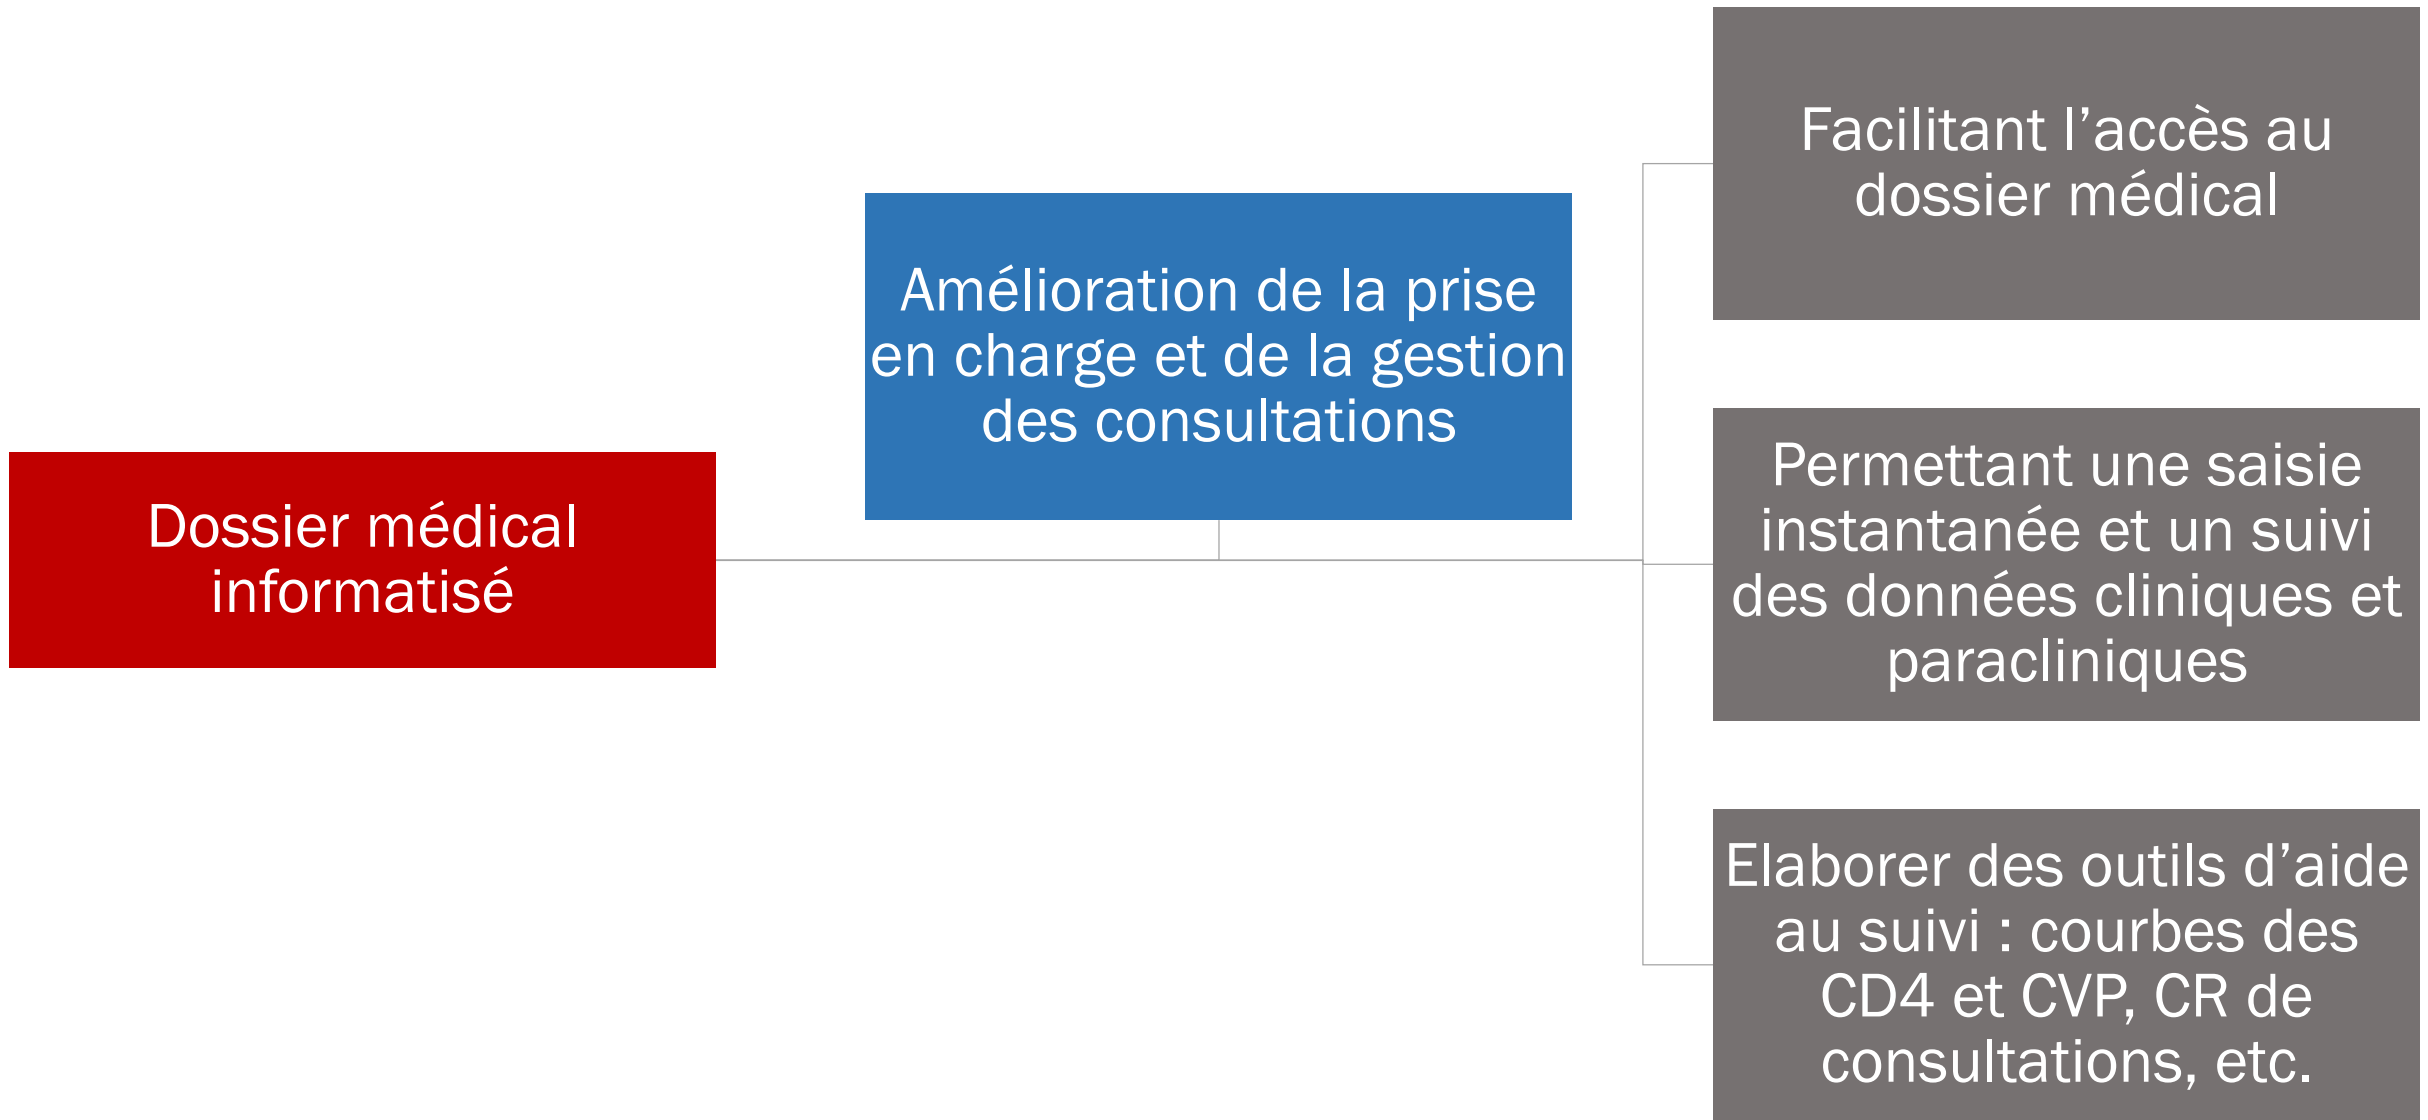 Dossier médical
informatisé
Amélioration de la prise
en charge et de la gestion
des consultations
Facilitant l’accès au
dossier médical
Permettant une saisie
instantanée et un suivi
des données cliniques et
paracliniques
Elaborer des outils d’aide
au suivi : courbes des
CD4 et CVP, CR de
consultations, etc.